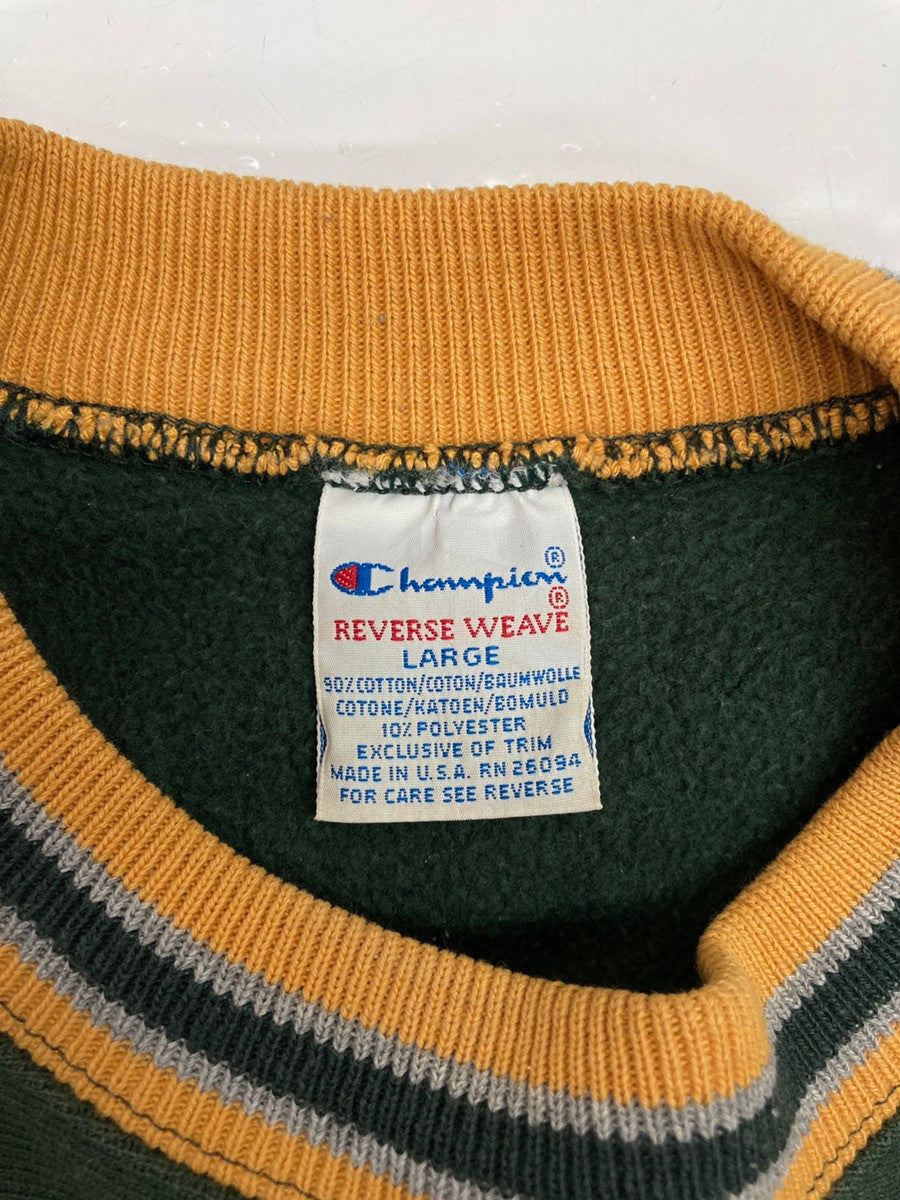 Champion®
REVERSE WEAVE®
LARGE
90% COTTON/COTON/BAUMWOLLE
COTONE/KATOEN/BOMULD
10% POLYESTER
EXCLUSIVE OF TRIM
MADE IN U.S.A. RN 26094
FOR CARE SEE REVERSE